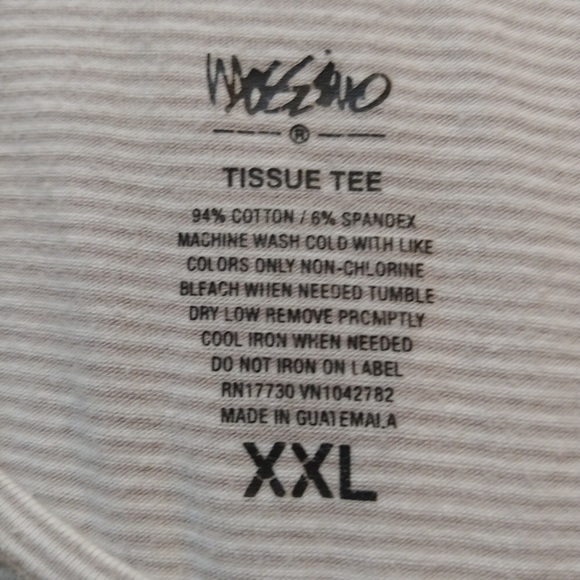 Mossimo
®
TISSUE TEE
94% COTTON / 6% SPANDEX
MACHINE WASH COLD WITH LIKE
COLORS ONLY NON-CHLORINE
BLEACH WHEN NEEDED TUMBLE
DRY LOW REMOVE PROMPTLY
COOL IRON WHEN NEEDED
DO NOT IRON ON LABEL
RN17730 VN1042782
MADE IN GUATEMALA
XXL